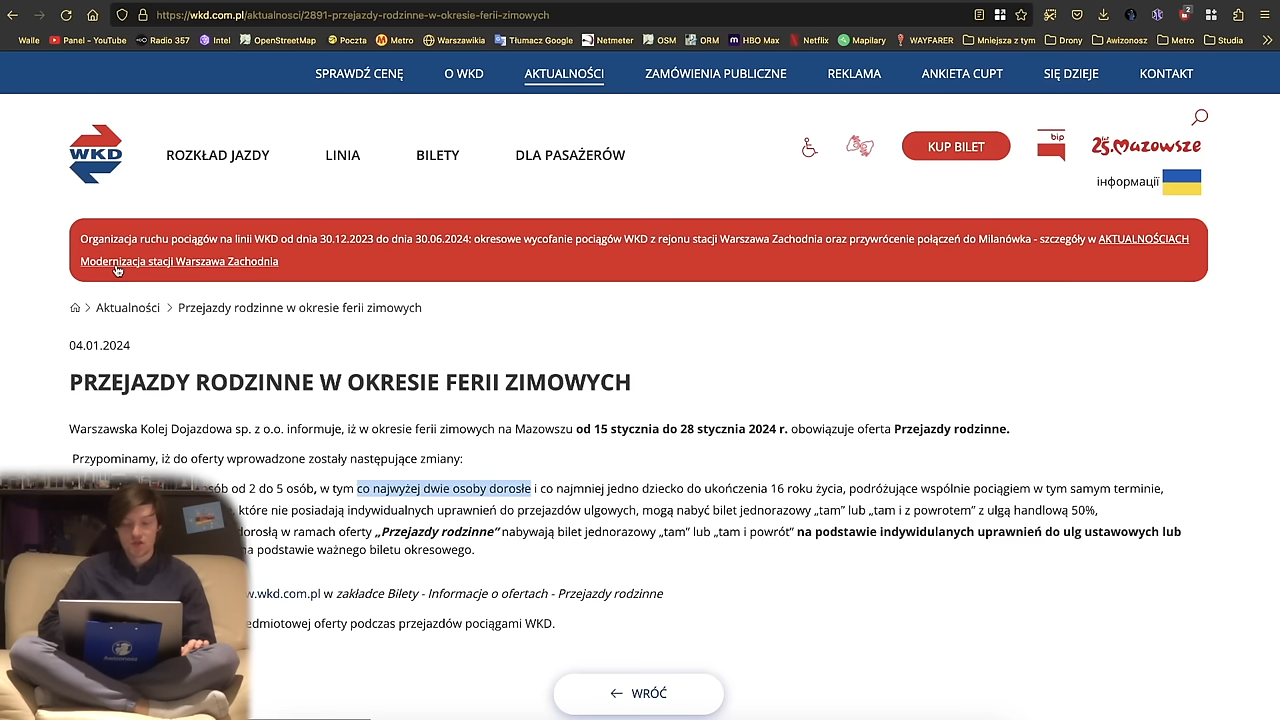 https://wkd.com.pl/aktualnosci/2891-przejazdy-rodzinne-w-okresie-ferii-zimowych
2
Walle Panel - YouTube Radio 357 Intel OpenStreetMap Poczta Metro Warszawikia Tłumacz Google Netmeter OSM ORM HBO Max Netflix Mapilary WAYFARER Mniejsza z tym Drony Awizonosz Metro Studia
SPRAWDŹ CENĘ O WKD AKTUALNOŚCI ZAMÓWIENIA PUBLICZNE REKLAMA ANKIETA CUPT SIĘ DZIEJE KONTAKT
WKD ROZKŁAD JAZDY LINIA BILETY DLA PASAŻERÓW KUP BILET bip 25 lat Mazowsze
інформації
Organizacja ruchu pociągów na linii WKD od dnia 30.12.2023 do dnia 30.06.2024: okresowe wycofanie pociągów WKD z rejonu stacji Warszawa Zachodnia oraz przywrócenie połączeń do Milanówka - szczegóły w AKTUALNOŚCIACH
Modernizacja stacji Warszawa Zachodnia
Aktualności Przejazdy rodzinne w okresie ferii zimowych
04.01.2024
PRZEJAZDY RODZINNE W OKRESIE FERII ZIMOWYCH
Warszawska Kolej Dojazdowa sp. z o.o. informuje, iż w okresie ferii zimowych na Mazowszu od 15 stycznia do 28 stycznia 2024 r. obowiązuje oferta Przejazdy rodzinne.
Przypominamy, iż do oferty wprowadzone zostały następujące zmiany:
sób od 2 do 5 osób, w tym co najwyżej dwie osoby dorosłe i co najmniej jedno dziecko do ukończenia 16 roku życia, podróżujące wspólnie pociągiem w tym samym terminie,
które nie posiadają indywidualnych uprawnień do przejazdów ulgowych, mogą nabyć bilet jednorazowy „tam” lub „tam i z powrotem” z ulgą handlową 50%,
dorosłą w ramach oferty „Przejazdy rodzinne” nabywają bilet jednorazowy „tam” lub „tam i powrót” na podstawie indywidulanych uprawnień do ulg ustawowych lub
na podstawie ważnego biletu okresowego.
w.wkd.com.pl w zakładce Bilety - Informacje o ofertach - Przejazdy rodzinne
edmiotowej oferty podczas przejazdów pociągami WKD.
WRÓĆ